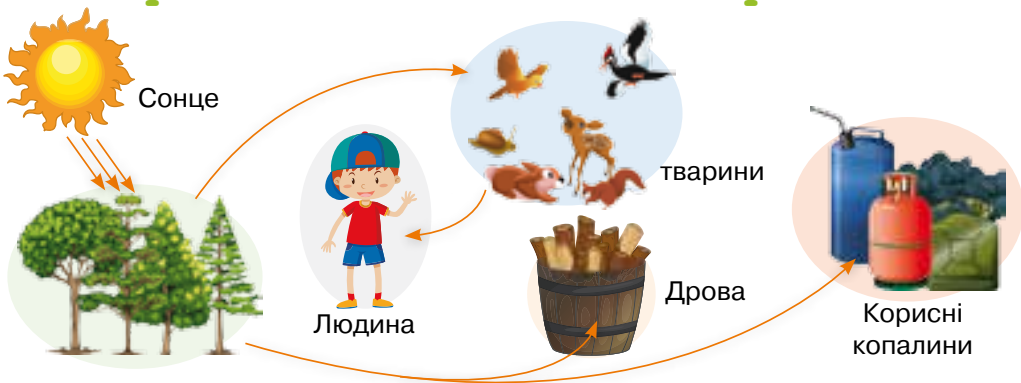 Сонце
тварини
Людина
Дрова
Корисні
копалини